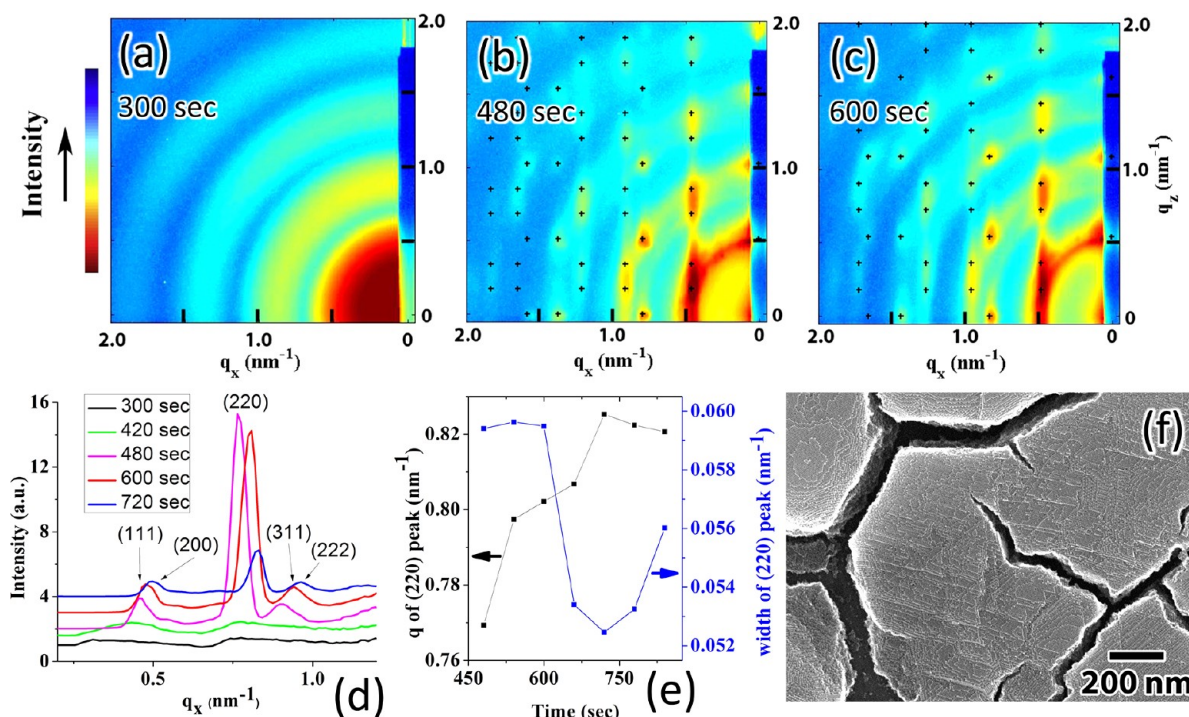 (a)
300 sec
Intensity
2.0
1.0
0
2.0
1.0
0
q_x (nm⁻¹)
(b)
480 sec
2.0
1.0
0
q_x (nm⁻¹)
(c)
600 sec
2.0
1.0
0
q_z (nm⁻¹)
2.0
1.0
0
q_x (nm⁻¹)
16
12
8
4
0
Intensity (a.u.)
300 sec
420 sec
480 sec
600 sec
720 sec
(111)
(200)
(220)
(311)
(222)
0.5
1.0
q_x (nm⁻¹)
(d)
0.82
0.80
0.78
0.76
q of (220) peak (nm⁻¹)
0.060
0.058
0.056
0.054
0.052
width of (220) peak (nm⁻¹)
450
600
750
Time (sec)
(e)
(f)
200 nm